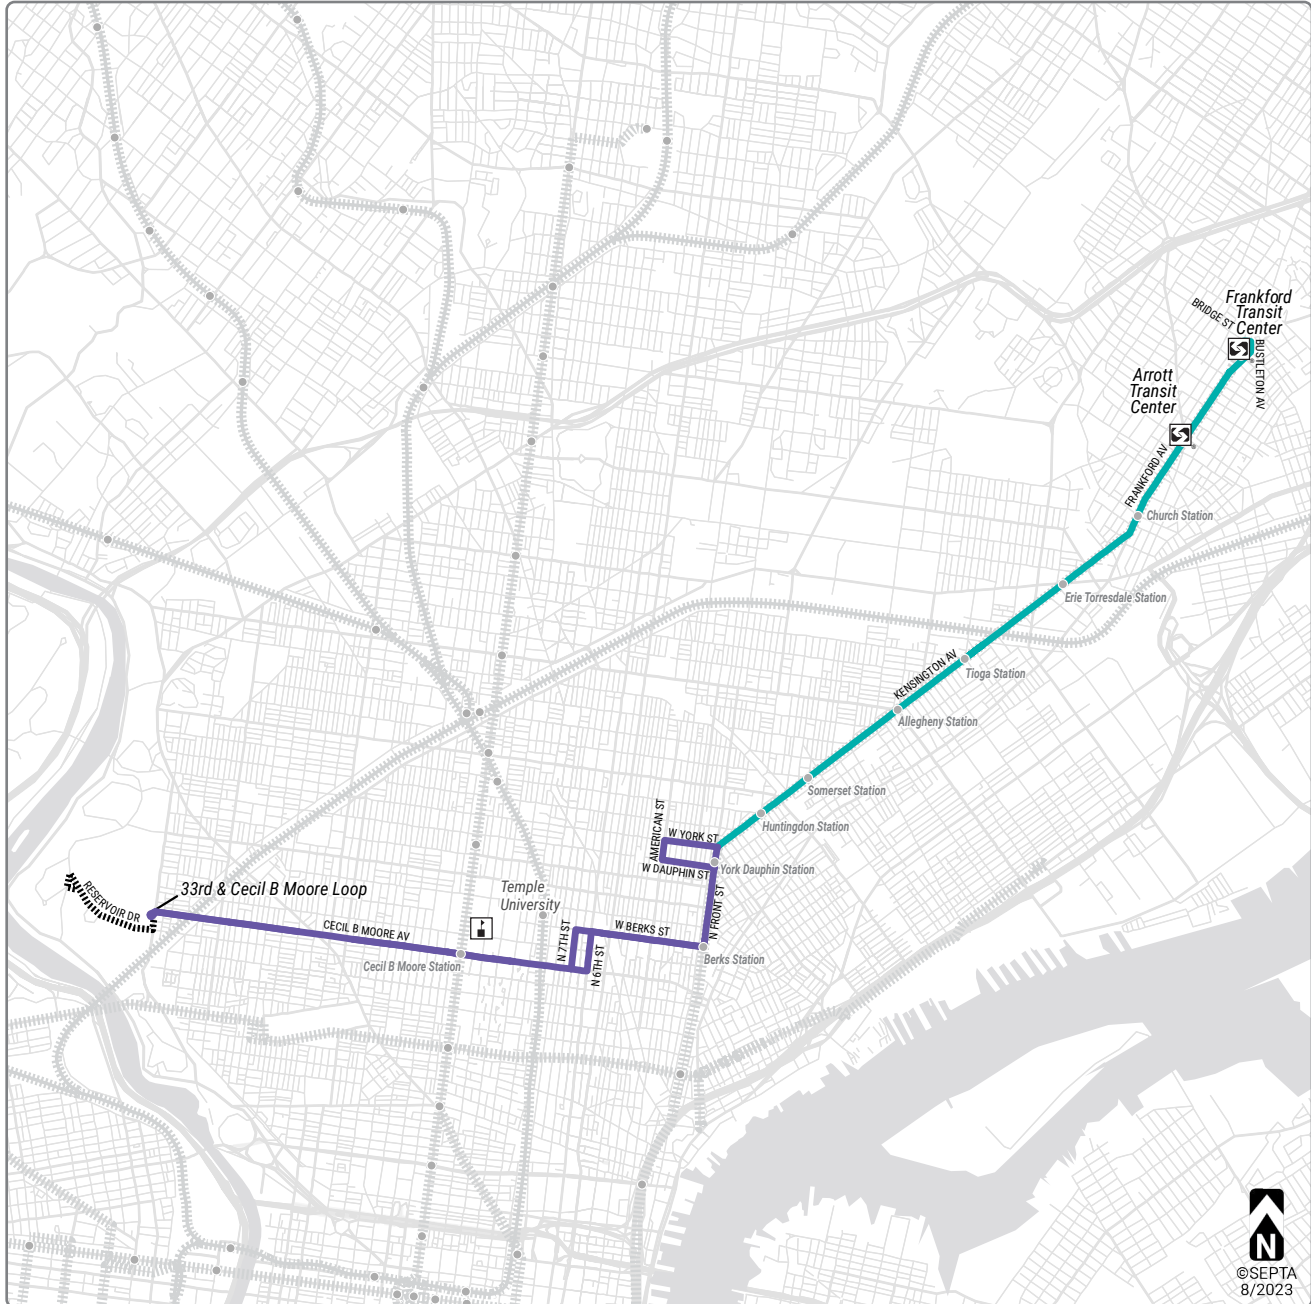 BRIDGE ST
Frankford
Transit
Center
BUSTLETON AV
Arrott
Transit
Center
FRANKFORD AV
Church Station
Erie Torresdale Station
KENSINGTON AV
Tioga Station
Allegheny Station
Somerset Station
Huntingdon Station
AMERICAN ST
W YORK ST
W DAUPHIN ST
York Dauphin Station
RESERVOIR DR
33rd & Cecil B Moore Loop
Temple
University
CECIL B MOORE AV
Cecil B Moore Station
N 7TH ST
N 6TH ST
W BERKS ST
N FRONT ST
Berks Station
N
©SEPTA
8/2023